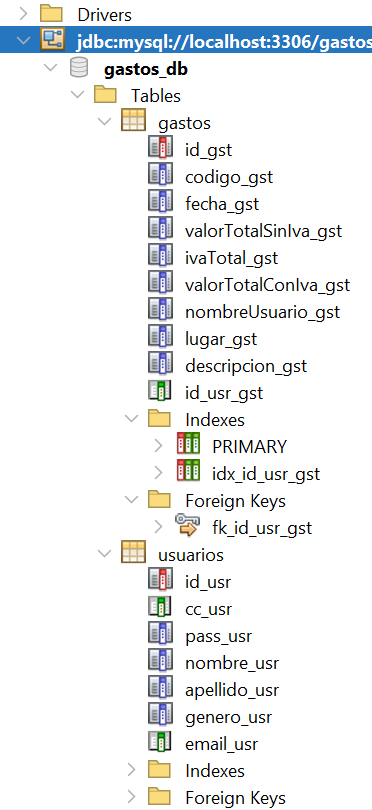 Drivers
jdbc:mysql://localhost:3306/gastos
gastos_db
Tables
gastos
id_gst
codigo_gst
fecha_gst
valorTotalSinIva_gst
ivaTotal_gst
valorTotalConIva_gst
nombreUsuario_gst
lugar_gst
descripcion_gst
id_usr_gst
Indexes
PRIMARY
idx_id_usr_gst
Foreign Keys
fk_id_usr_gst
usuarios
id_usr
cc_usr
pass_usr
nombre_usr
apellido_usr
genero_usr
email_usr
Indexes
Foreign Keys